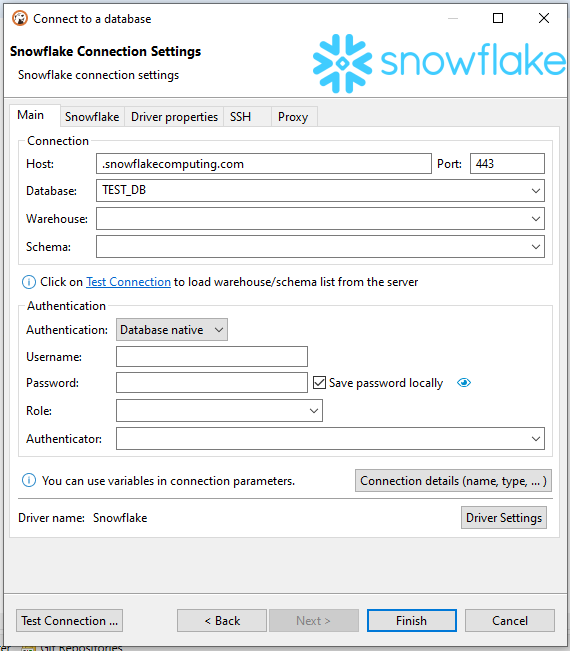 Connect to a database
Snowflake Connection Settings
Snowflake connection settings
snowflake
Main Snowflake Driver properties SSH Proxy
Connection
Host: .snowflakecomputing.com Port: 443
Database: TEST_DB
Warehouse:
Schema:
Click on Test Connection to load warehouse/schema list from the server
Authentication
Authentication: Database native
Username:
Password: Save password locally
Role:
Authenticator:
You can use variables in connection parameters. Connection details (name, type, ... )
Driver name: Snowflake Driver Settings
Test Connection ... < Back Next > Finish Cancel
Git Repositories